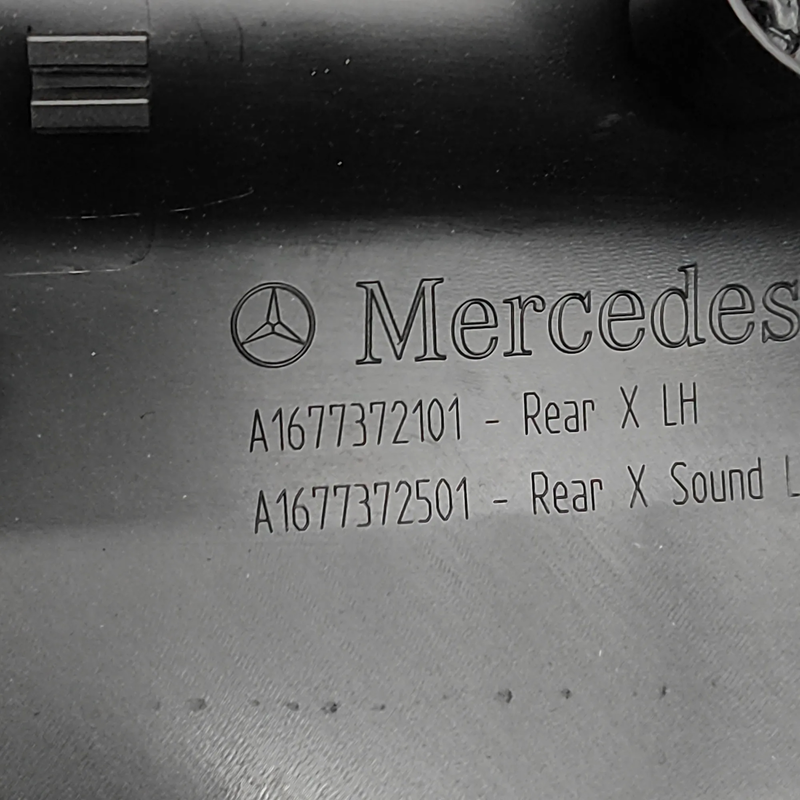 Mercedes
A1677372101 - Rear X LH
A1677372501 - Rear X Sound L